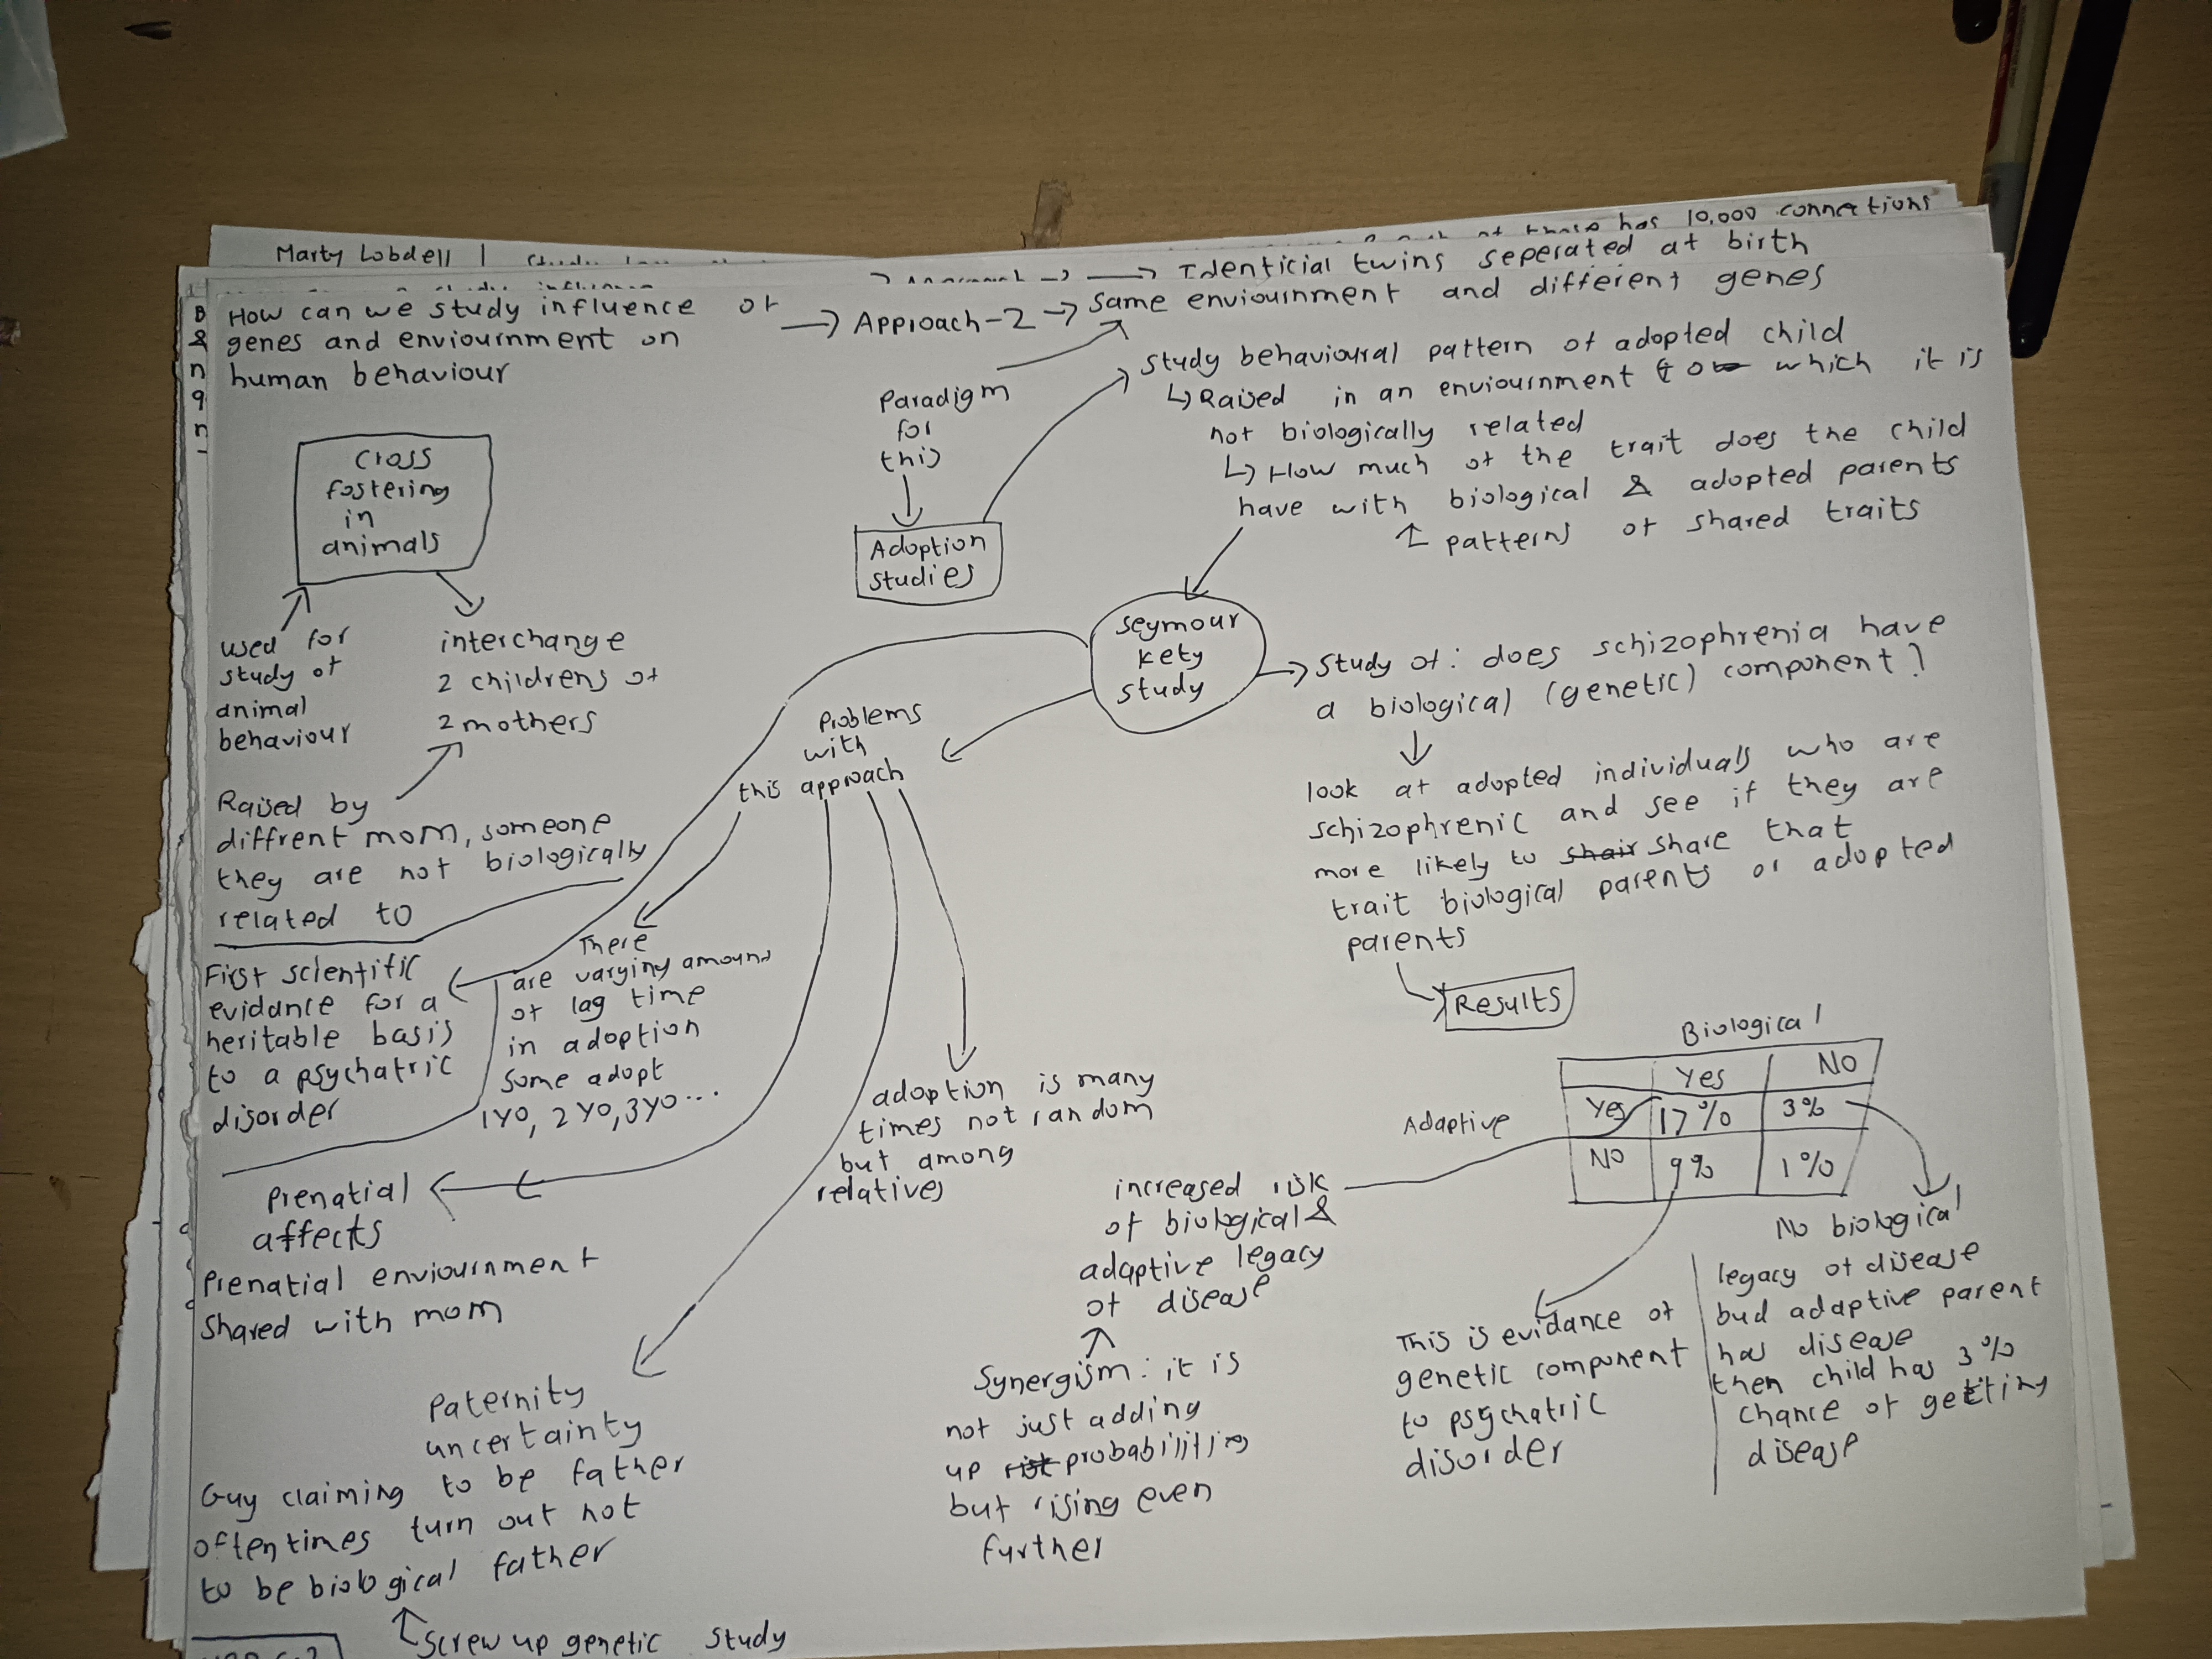 Marty Lobdell |
has 10,000 connections
Identicial twins seperated at birth
How can we study influence of
genes and enviournment on
human behaviour
Approach-2
Same enviournment and different genes
Paradigm
for
this
Adoption
studies
Study behavioural pattern of adopted child
Raised in an enviournment to which it is
not biologically related
How much of the trait does the child
have with biological & adopted parents
patterns of shared traits
Cross
fostering
in
animals
used for
study of
animal
behaviour
interchange
2 childrens of
2 mothers
Raised by
diffrent mom, someone
they are not biologically
related to
Seymour
kety
study
Study of: does schizophrenia have
a biological (genetic) component?
look at adopted individuals who are
schizophrenic and see if they are
more likely to shair share that
trait biological parents or adopted
parents
Results
Problems
with
this approach
First scientific
evidance for a
heritable basis
to a psychatric
disorder
There
are varying amound
of lag time
in adoption
some adopt
1YO, 2YO, 3YO...
Prenatial
affects
Prenatial enviournment
Shared with mom
Paternity
uncertainty
Guy claiming to be father
oftentimes turn out not
to be biological father
Screw up genetic study
adoption is many
times not random
but among
relatives
Biological
Yes No
Adaptive
Yes 17% 3%
No 9% 1%
increased risk
of biological &
adaptive legacy
of disease
Synergism: it is
not just adding
up risk probabilities
but rising even
further
This is evidance of
genetic component
to psychatric
disorder
No biological
legacy of disease
bud adaptive parent
has disease
then child has 3%
chance of getting
disease